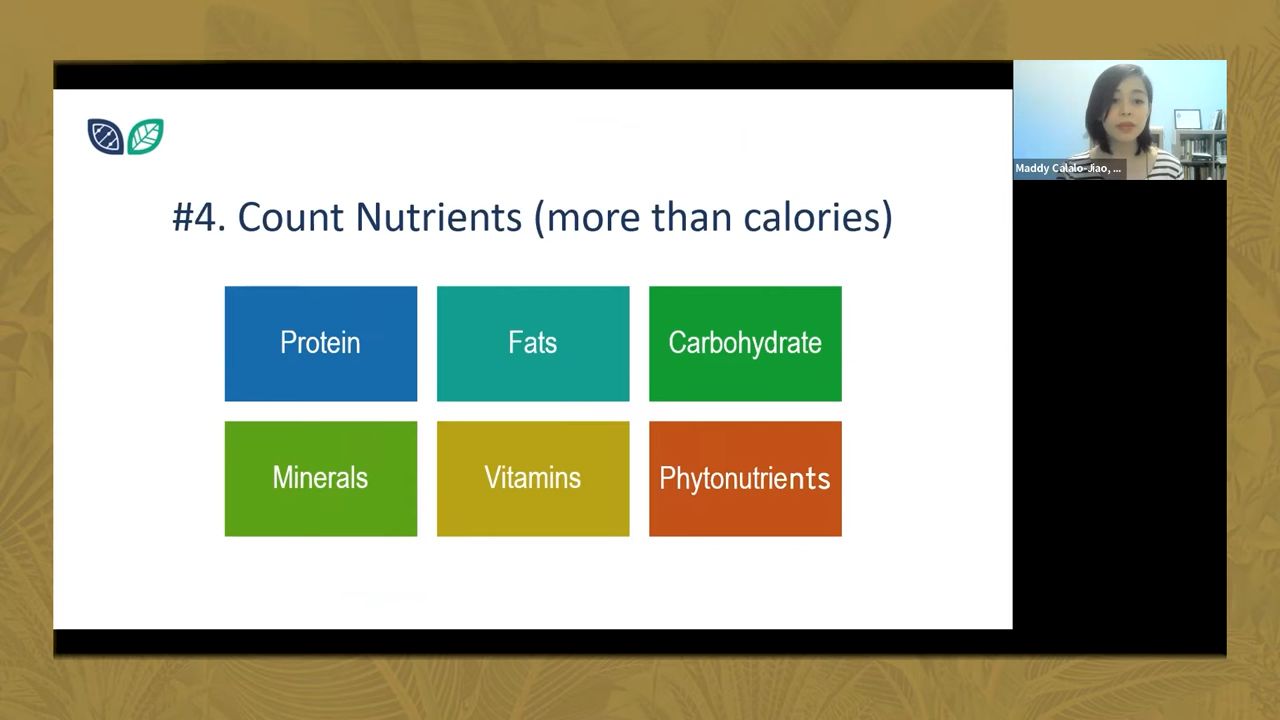 #4. Count Nutrients (more than calories)
Protein
Fats
Carbohydrate
Minerals
Vitamins
Phytonutrients
Maddy Calalo-Jiao, ...